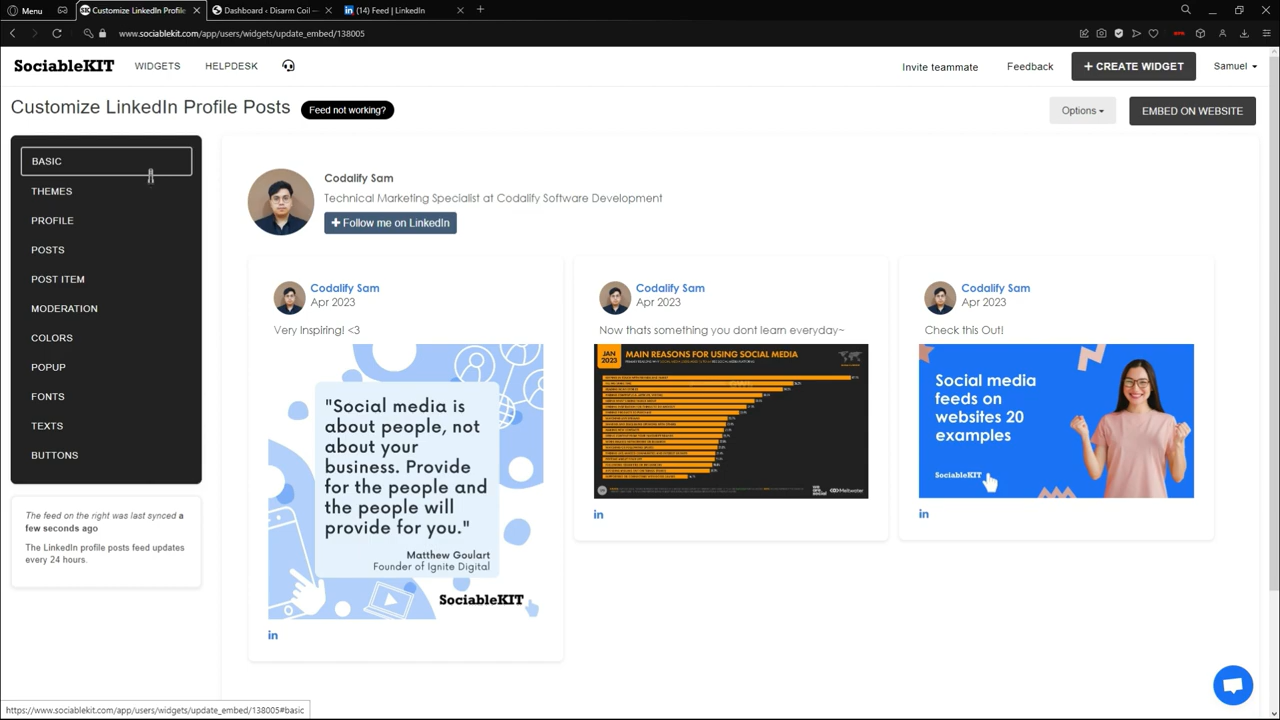 Menu
Customize LinkedIn Profile
Dashboard ‹ Disarm Coil —
(14) Feed | LinkedIn
www.sociablekit.com/app/users/widgets/update_embed/138005
SociableKIT
WIDGETS
HELPDESK
Invite teammate
Feedback
+ CREATE WIDGET
Samuel
Customize LinkedIn Profile Posts
Feed not working?
Options
EMBED ON WEBSITE
BASIC
THEMES
PROFILE
POSTS
POST ITEM
MODERATION
COLORS
POPUP
FONTS
TEXTS
BUTTONS
The feed on the right was last synced a
few seconds ago
The LinkedIn profile posts feed updates
every 24 hours.
Codalify Sam
Technical Marketing Specialist at Codalify Software Development
+ Follow me on LinkedIn
Codalify Sam
Apr 2023
Very Inspiring! <3
"Social media is
about people, not
about your
business. Provide
for the people and
the people will
provide for you."
Matthew Goulart
Founder of Ignite Digital
SociableKIT
in
Codalify Sam
Apr 2023
Now thats something you dont learn everyday~
JAN
2023
MAIN REASONS FOR USING SOCIAL MEDIA
GWI.
Meltwater
in
Codalify Sam
Apr 2023
Check this Out!
Social media
feeds on
websites 20
examples
SociableKIT
in
https://www.sociablekit.com/app/users/widgets/update_embed/138005#basic